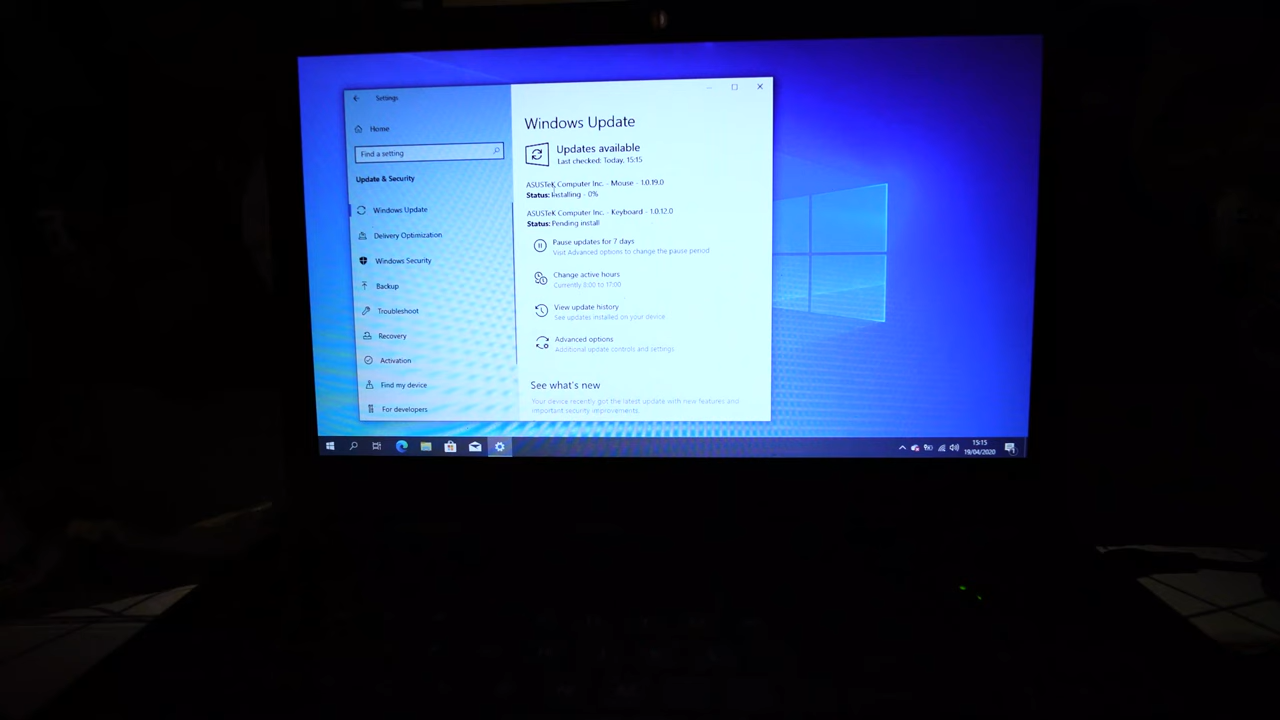 Settings
Home
Find a setting
Update & Security
Windows Update
Delivery Optimization
Windows Security
Backup
Troubleshoot
Recovery
Activation
Find my device
For developers
Windows Update
Updates available
Last checked: Today, 15:15
ASUSTeK Computer Inc. - Mouse - 1.0.19.0
Status: Installing - 0%
ASUSTeK Computer Inc. - Keyboard - 1.0.12.0
Status: Pending install
Pause updates for 7 days
Visit Advanced options to change the pause period
Change active hours
Currently 8:00 to 17:00
View update history
See updates installed on your device
Advanced options
Additional update controls and settings
See what's new
Your device recently got the latest update with new features and
important security improvements.
15:15
19/04/2020